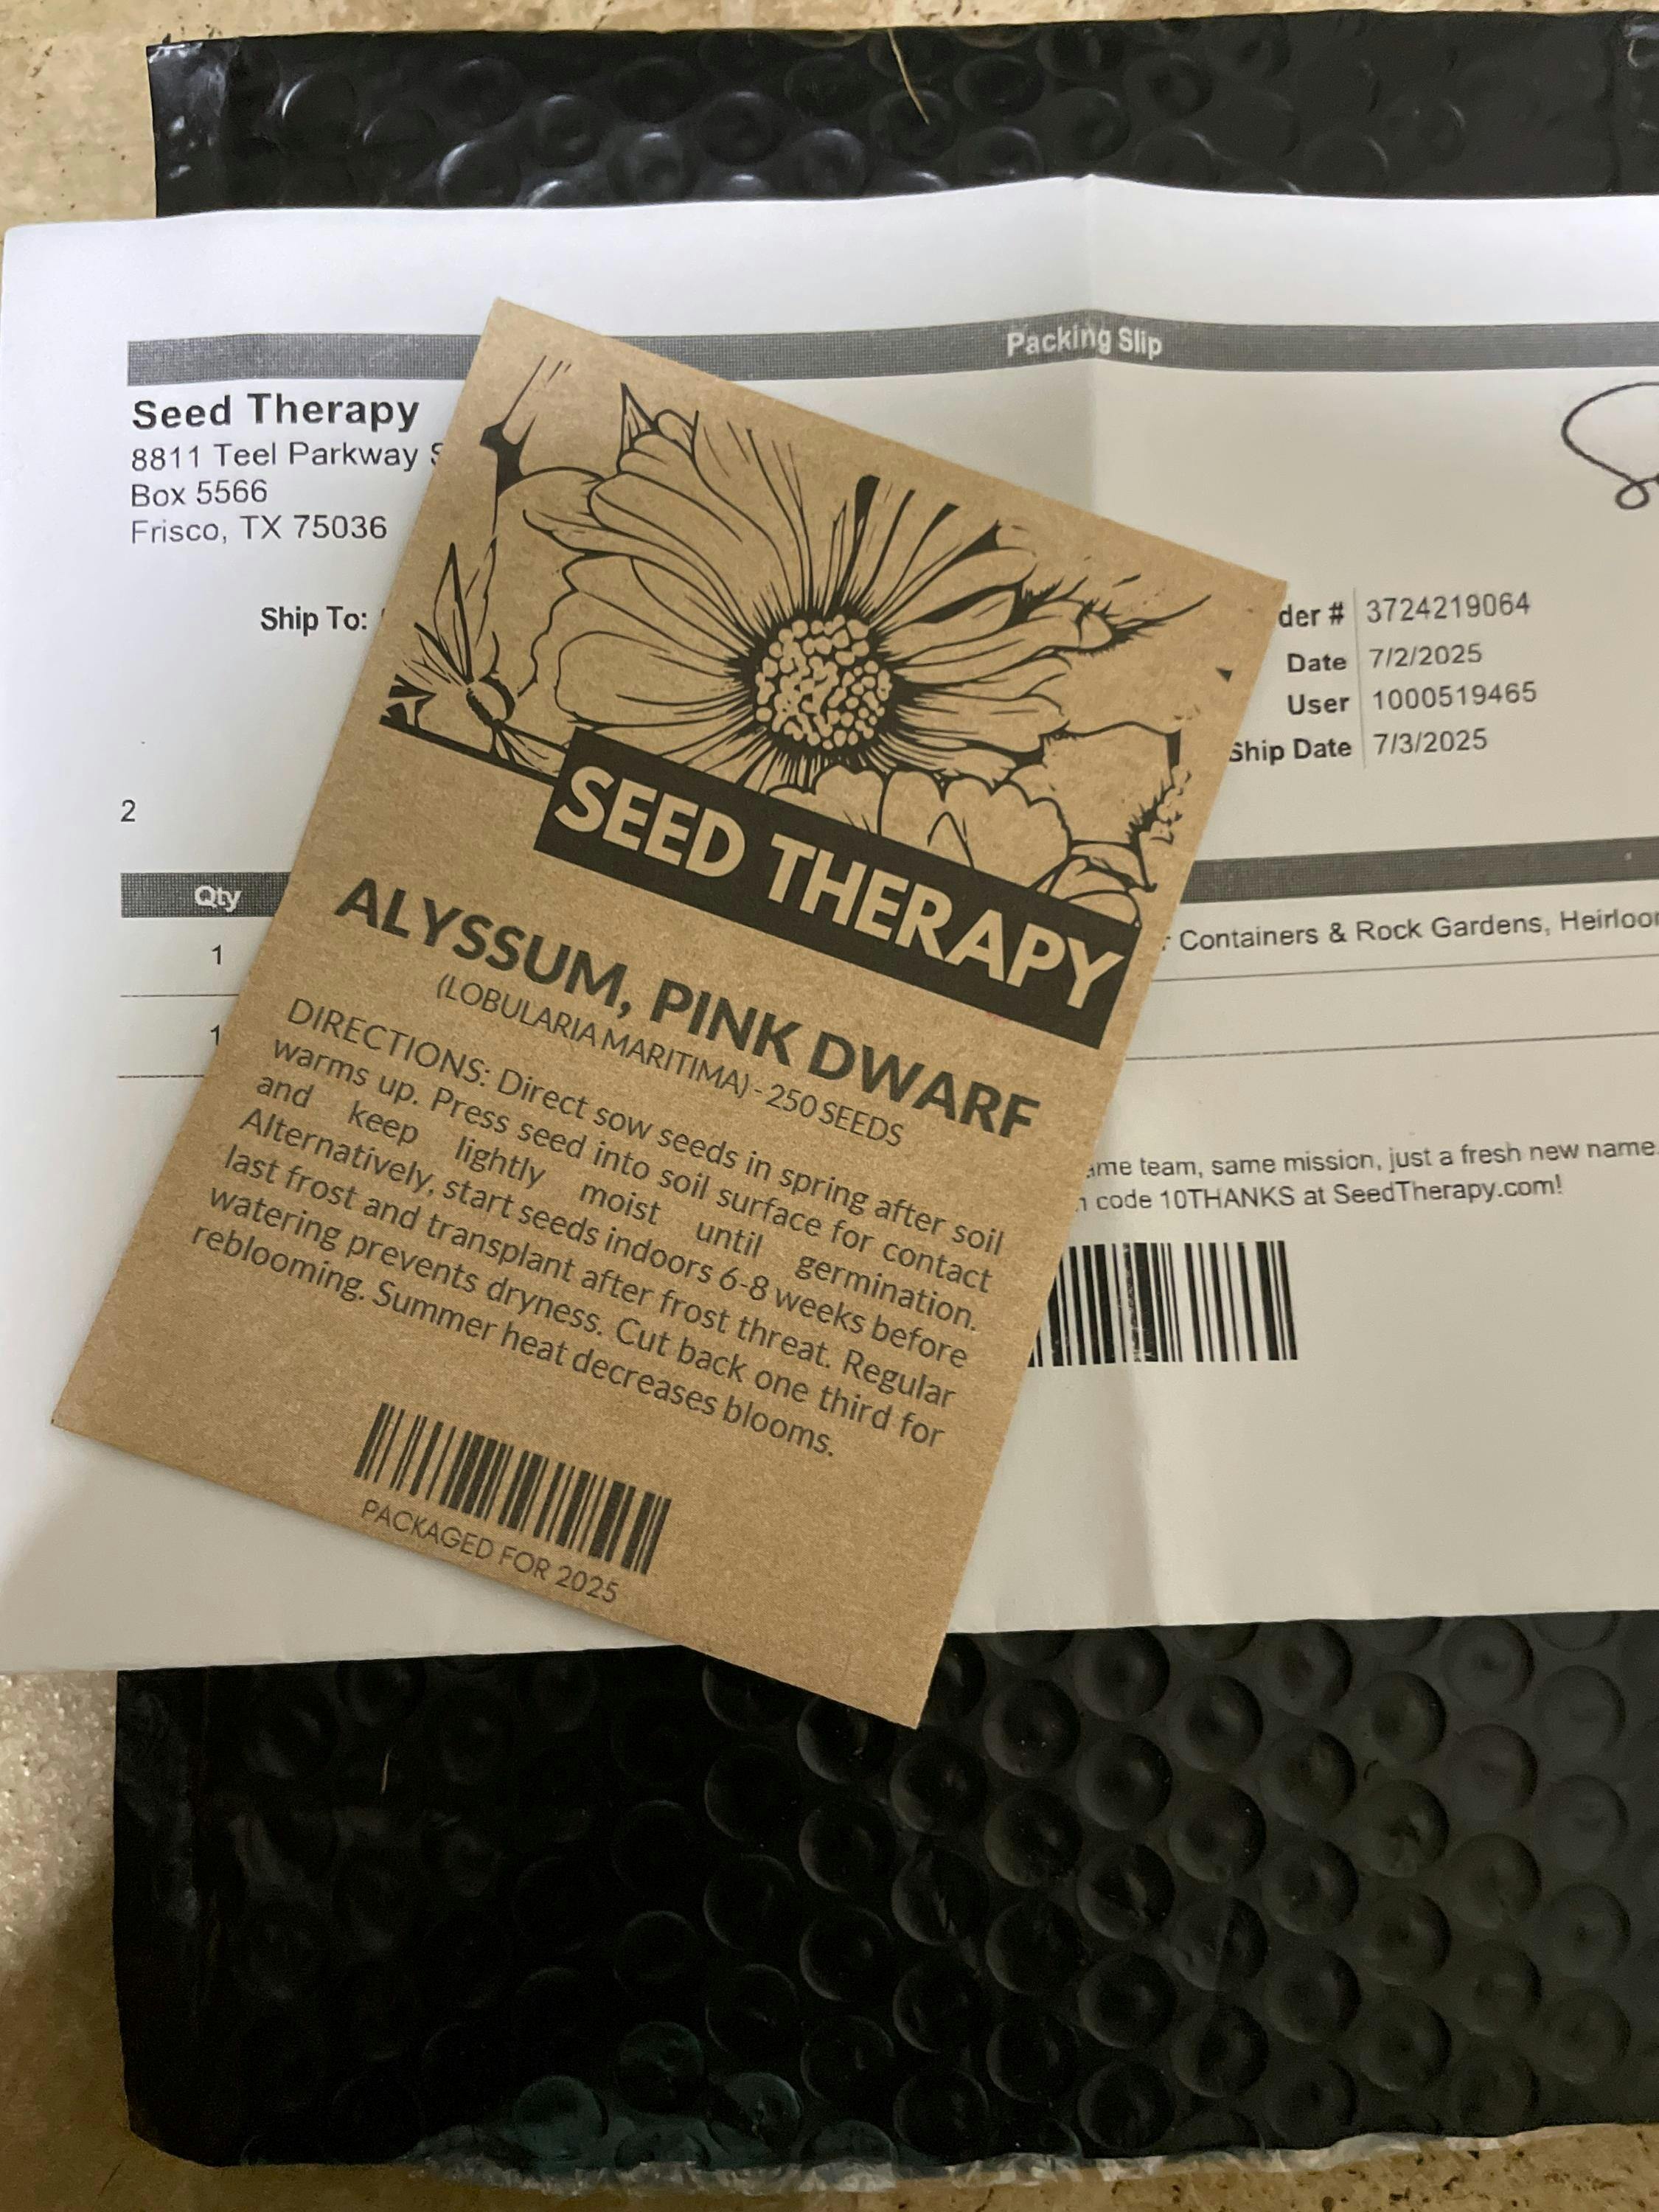 Packing Slip
Seed Therapy
8811 Teel Parkway
Box 5566
Frisco, TX 75036
Ship To:
der # 3724219064
Date 7/2/2025
User 1000519465
Ship Date 7/3/2025
2
Qty
1
Containers & Rock Gardens, Heirloo
1
ame team, same mission, just a fresh new name.
code 10THANKS at SeedTherapy.com!
SEED THERAPY
ALYSSUM, PINK DWARF
(LOBULARIA MARITIMA) - 250 SEEDS
DIRECTIONS: Direct sow seeds in spring after soil
warms up. Press seed into soil surface for contact
and keep lightly moist until germination.
Alternatively, start seeds indoors 6-8 weeks before
last frost and transplant after frost threat. Regular
watering prevents dryness. Cut back one third for
reblooming. Summer heat decreases blooms.
PACKAGED FOR 2025